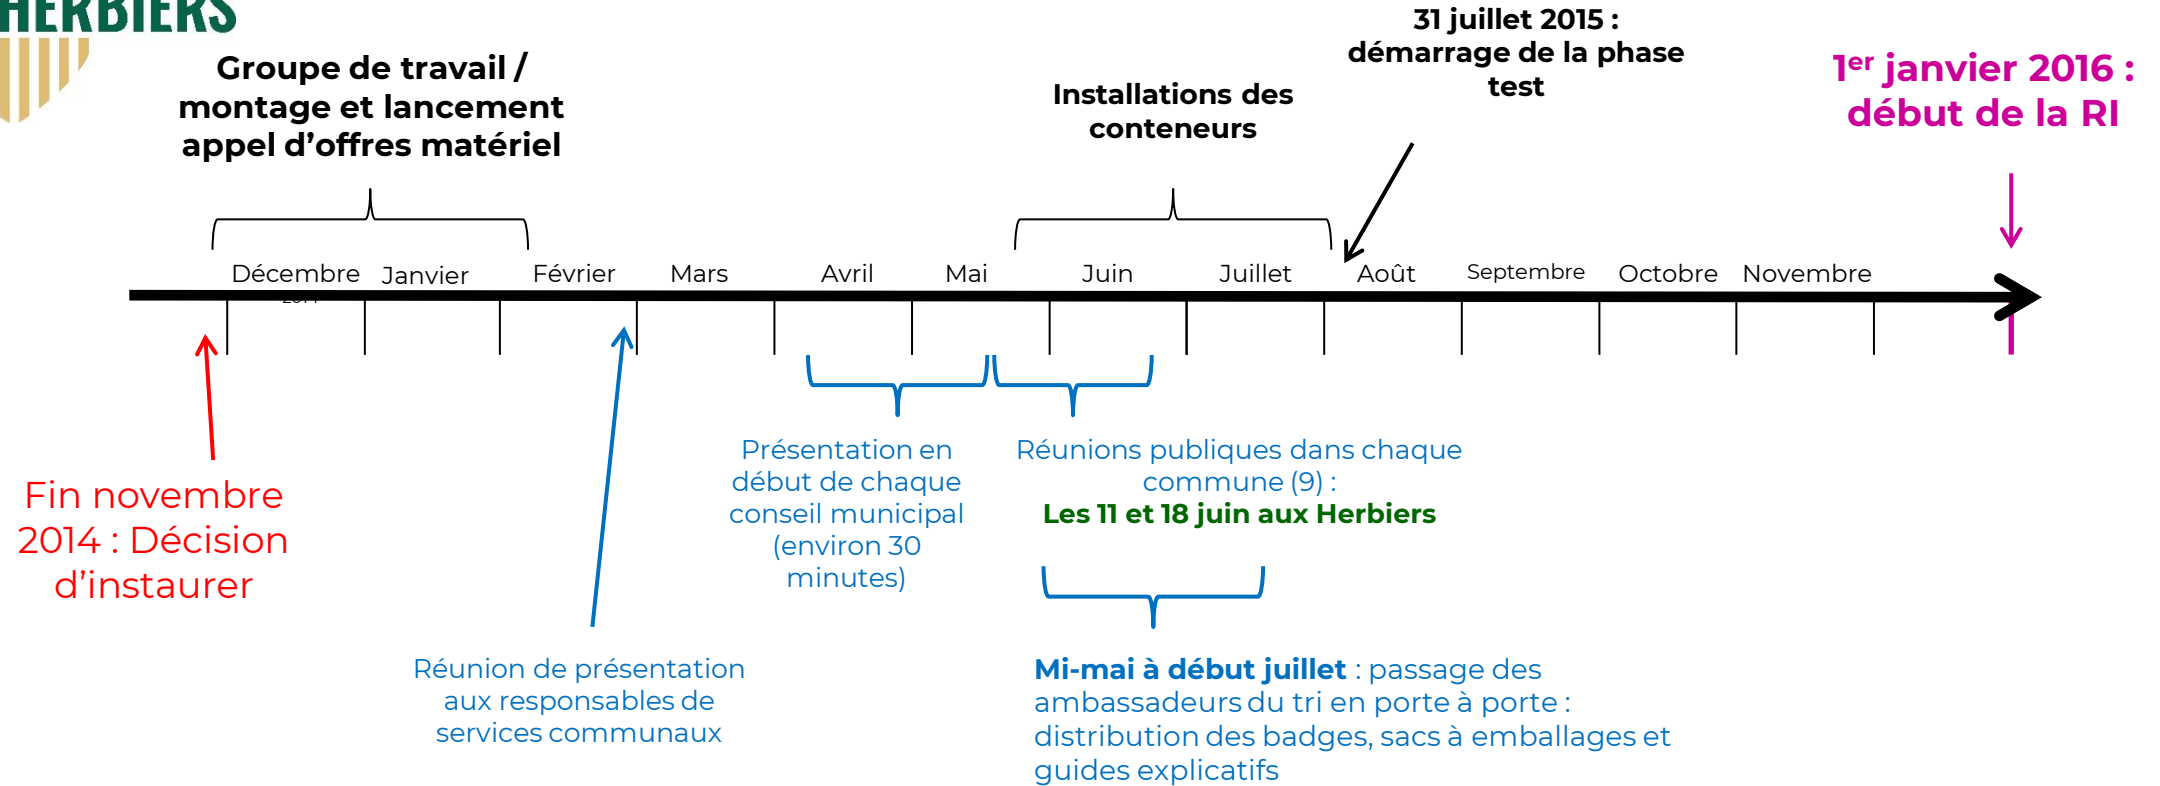 HERBIERS
Groupe de travail /
montage et lancement
appel d’offres matériel
Installations des
conteneurs
31 juillet 2015 :
démarrage de la phase
test
1er janvier 2016 :
début de la RI
Décembre
Janvier
Février
Mars
Avril
Mai
Juin
Juillet
Août
Septembre
Octobre
Novembre
Fin novembre
2014 : Décision
d’instaurer
Réunion de présentation
aux responsables de
services communaux
Présentation en
début de chaque
conseil municipal
(environ 30
minutes)
Réunions publiques dans chaque
commune (9) :
Les 11 et 18 juin aux Herbiers
Mi-mai à début juillet : passage des
ambassadeurs du tri en porte à porte :
distribution des badges, sacs à emballages et
guides explicatifs